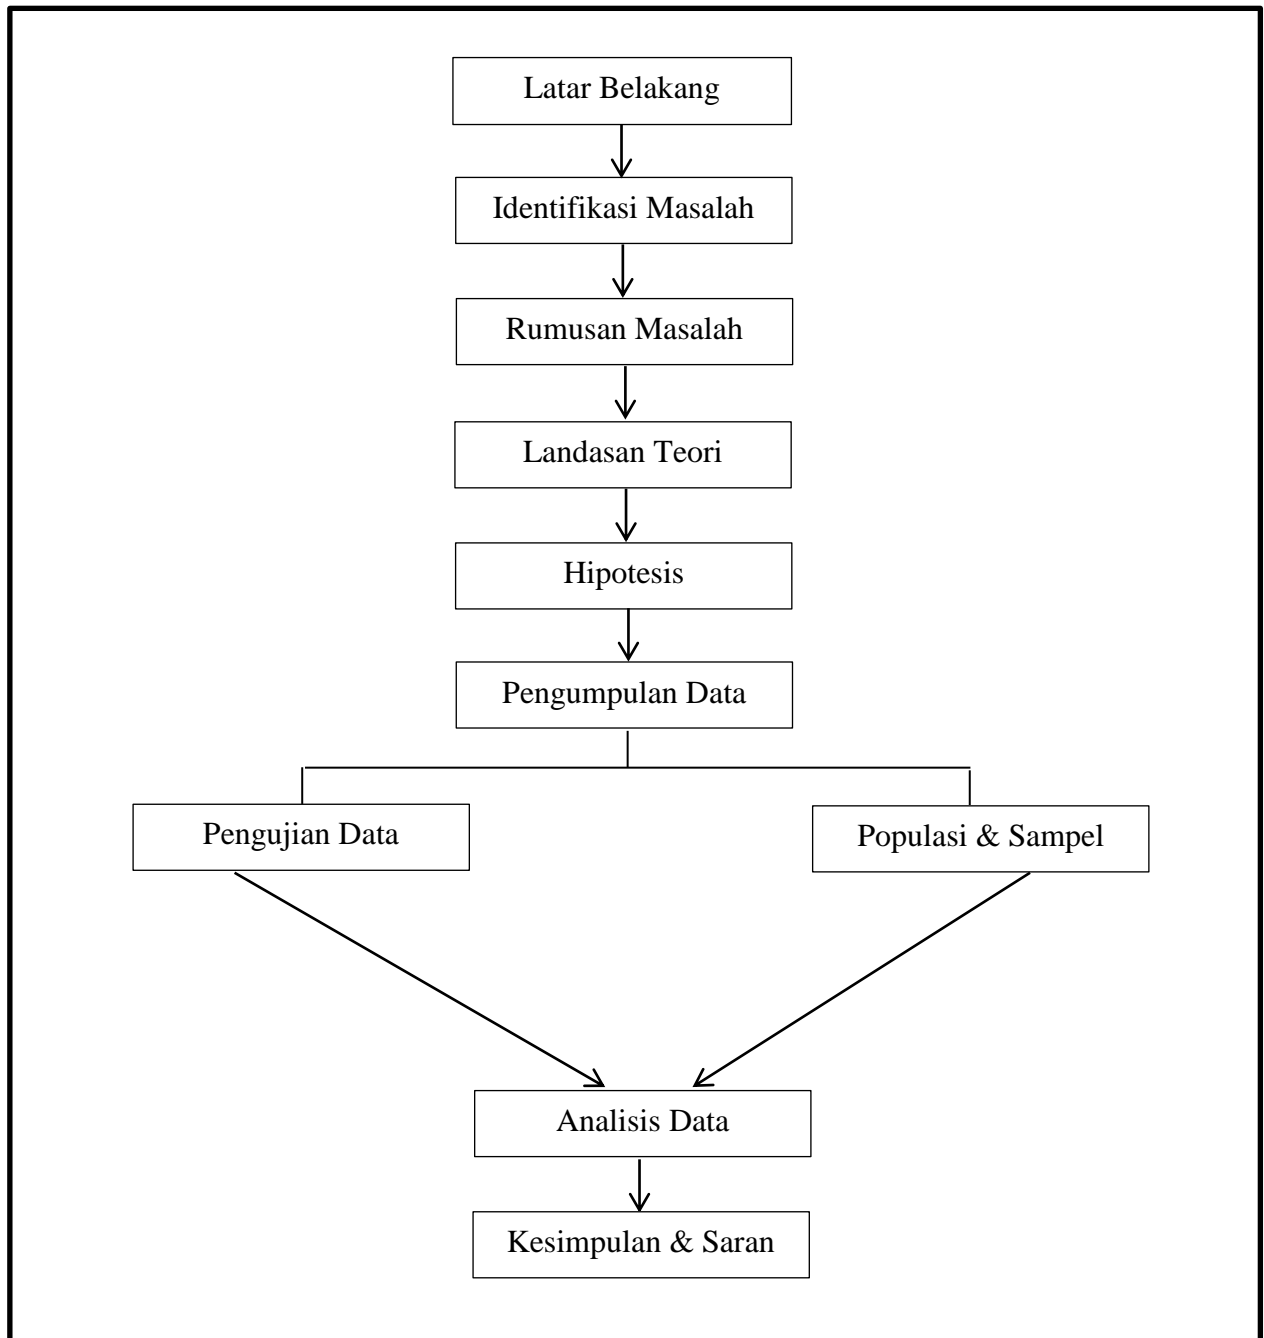 Latar Belakang
Identifikasi Masalah
Rumusan Masalah
Landasan Teori
Hipotesis
Pengumpulan Data
Pengujian Data
Populasi & Sampel
Analisis Data
Kesimpulan & Saran